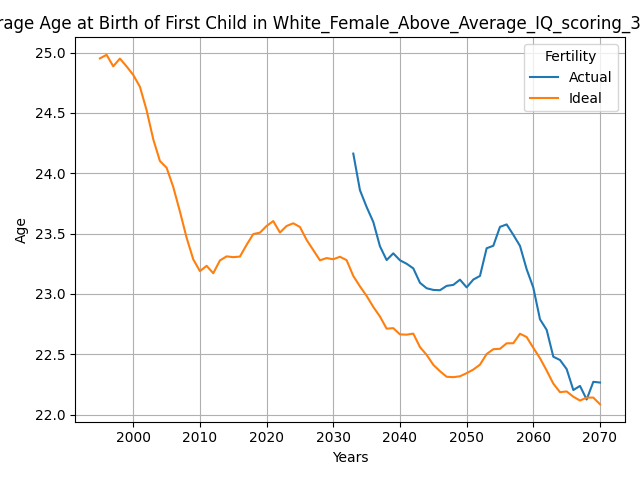 rage Age at Birth of First Child in White_Female_Above_Average_IQ_scoring_3
Fertility
Actual
Ideal
25.0
24.5
24.0
23.5
23.0
22.5
22.0
Age
2000 2010 2020 2030 2040 2050 2060 2070
Years